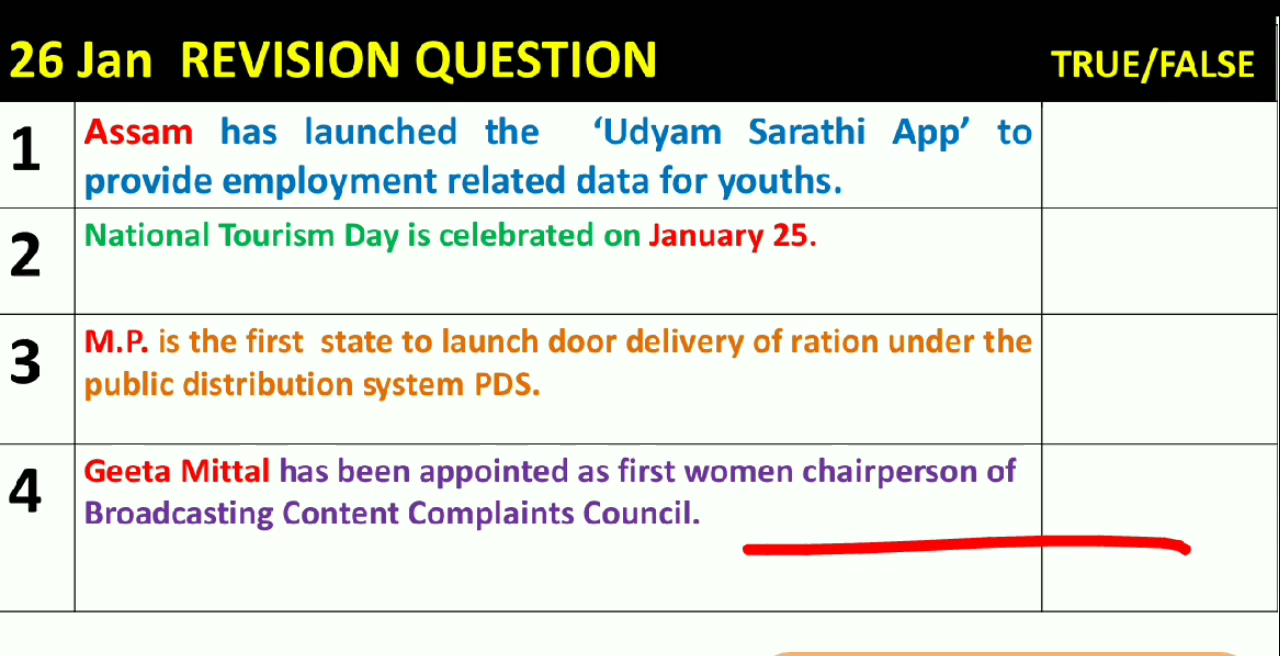 26 Jan REVISION QUESTION TRUE/FALSE
1 Assam has launched the ‘Udyam Sarathi App’ to
provide employment related data for youths.
2 National Tourism Day is celebrated on January 25.
3 M.P. is the first state to launch door delivery of ration under the
public distribution system PDS.
4 Geeta Mittal has been appointed as first women chairperson of
Broadcasting Content Complaints Council.